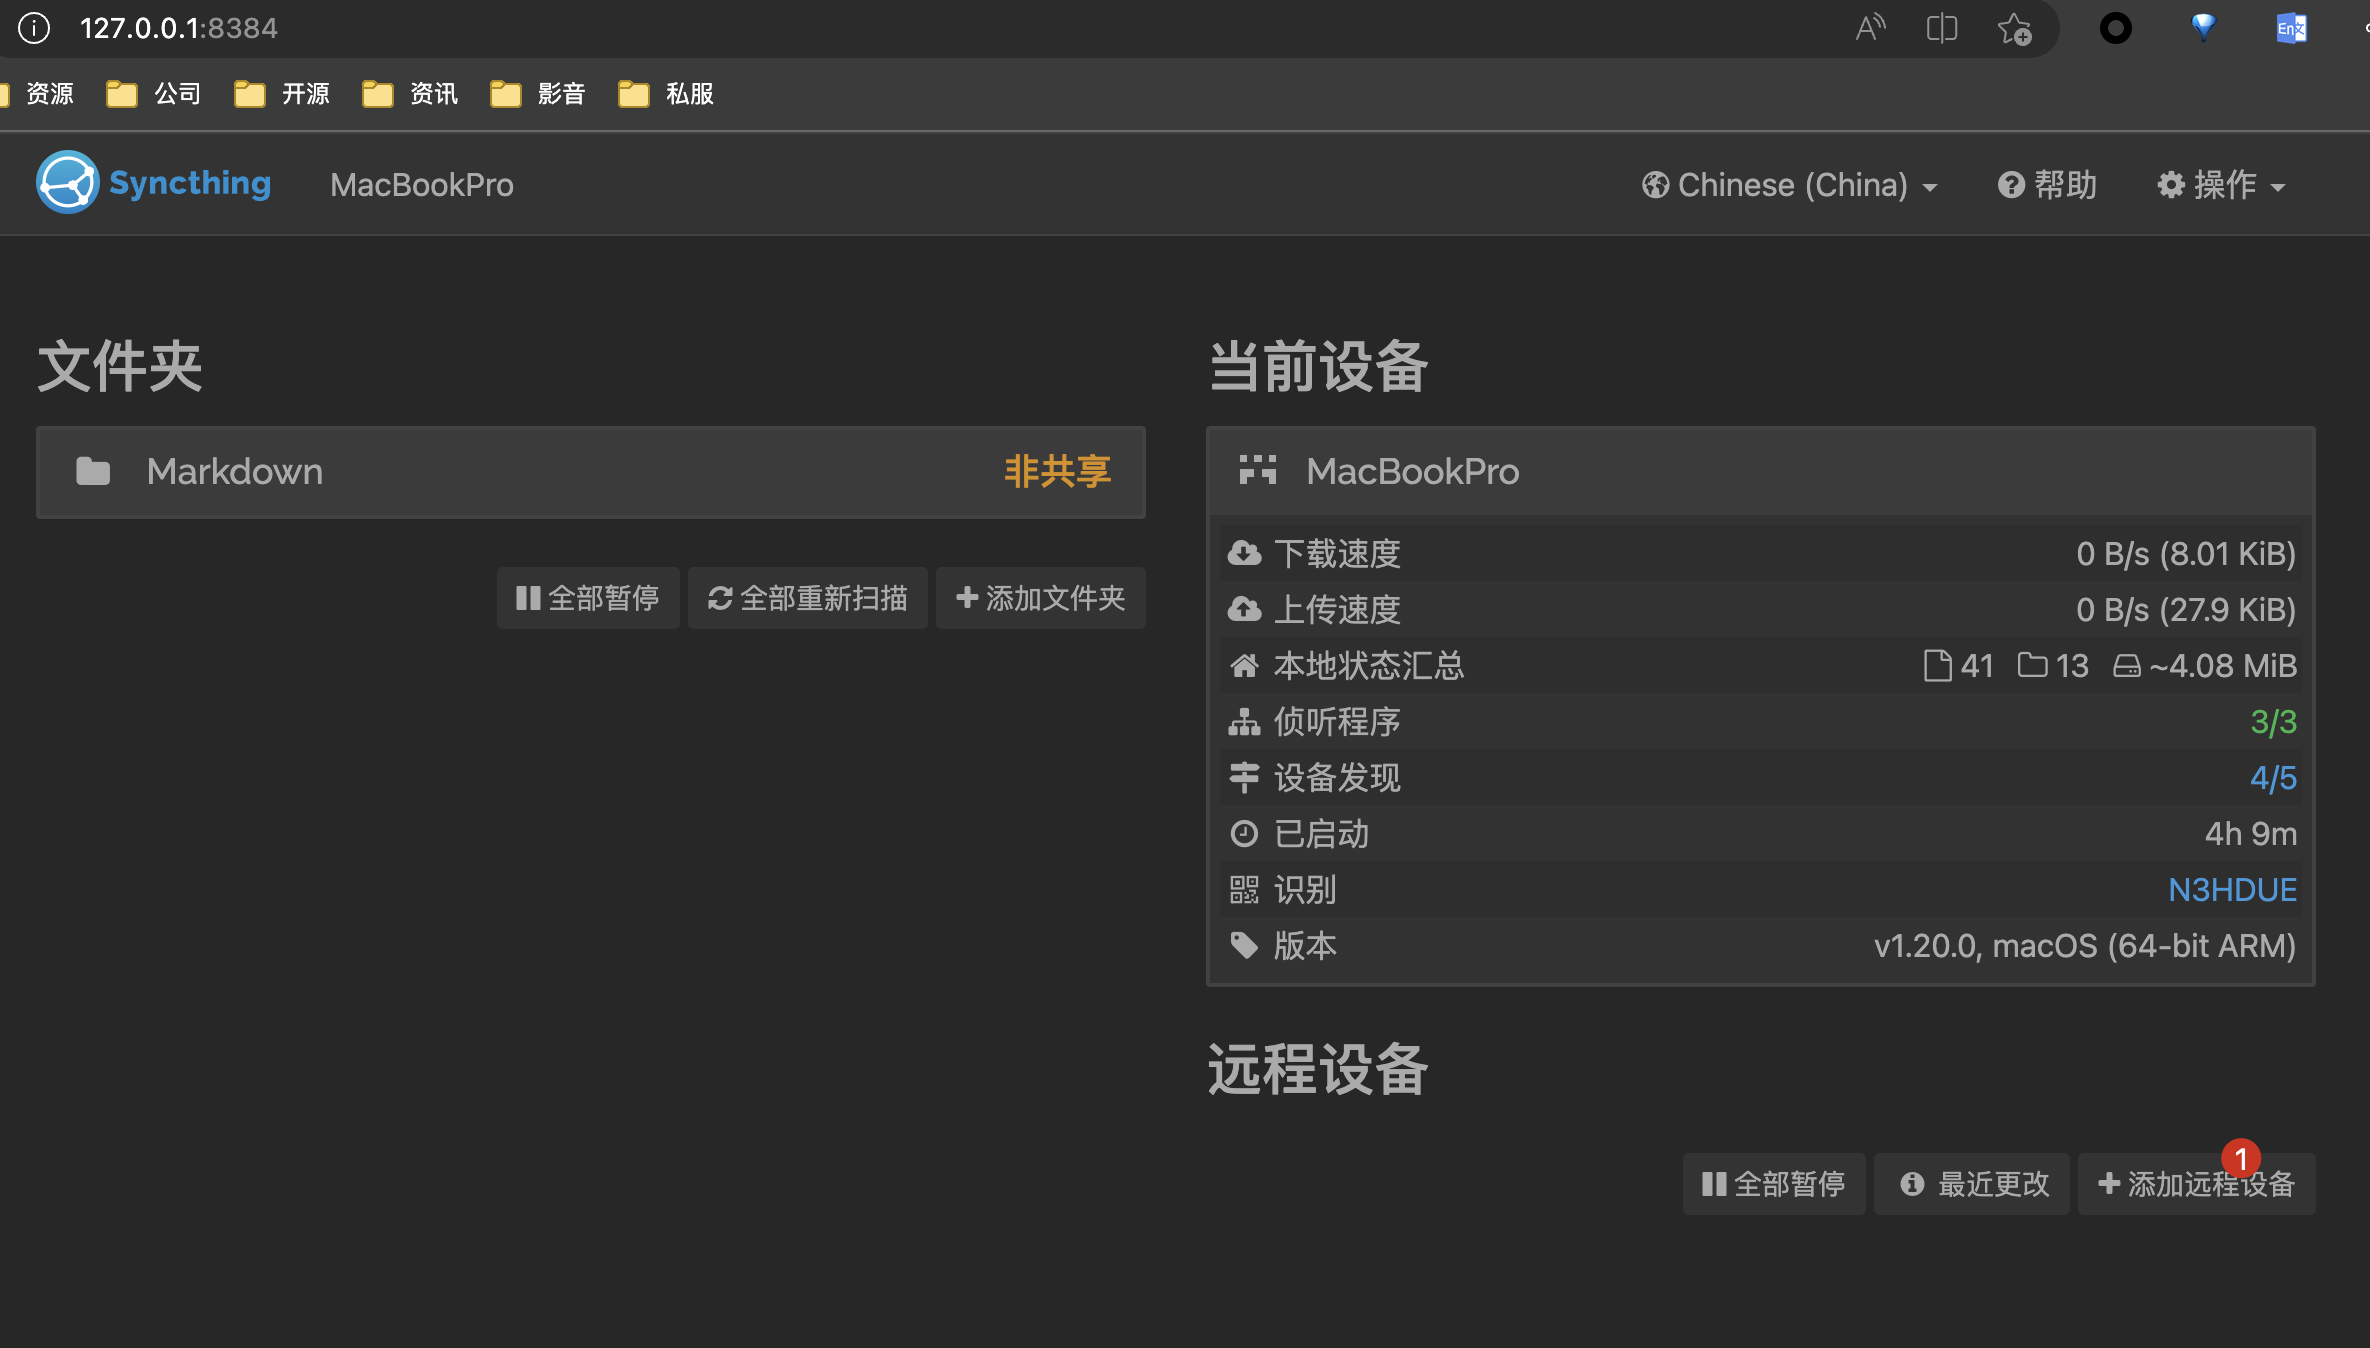 127.0.0.1:8384
资源 公司 开源 资讯 影音 私服
Syncthing MacBookPro Chinese (China) 帮助 操作
文件夹
Markdown 非共享
全部暂停 全部重新扫描 添加文件夹
当前设备
MacBookPro
下载速度 0 B/s (8.01 KiB)
上传速度 0 B/s (27.9 KiB)
本地状态汇总 41 13 ~4.08 MiB
侦听程序 3/3
设备发现 4/5
已启动 4h 9m
识别 N3HDUE
版本 v1.20.0, macOS (64-bit ARM)
远程设备
全部暂停 最近更改 添加远程设备
1